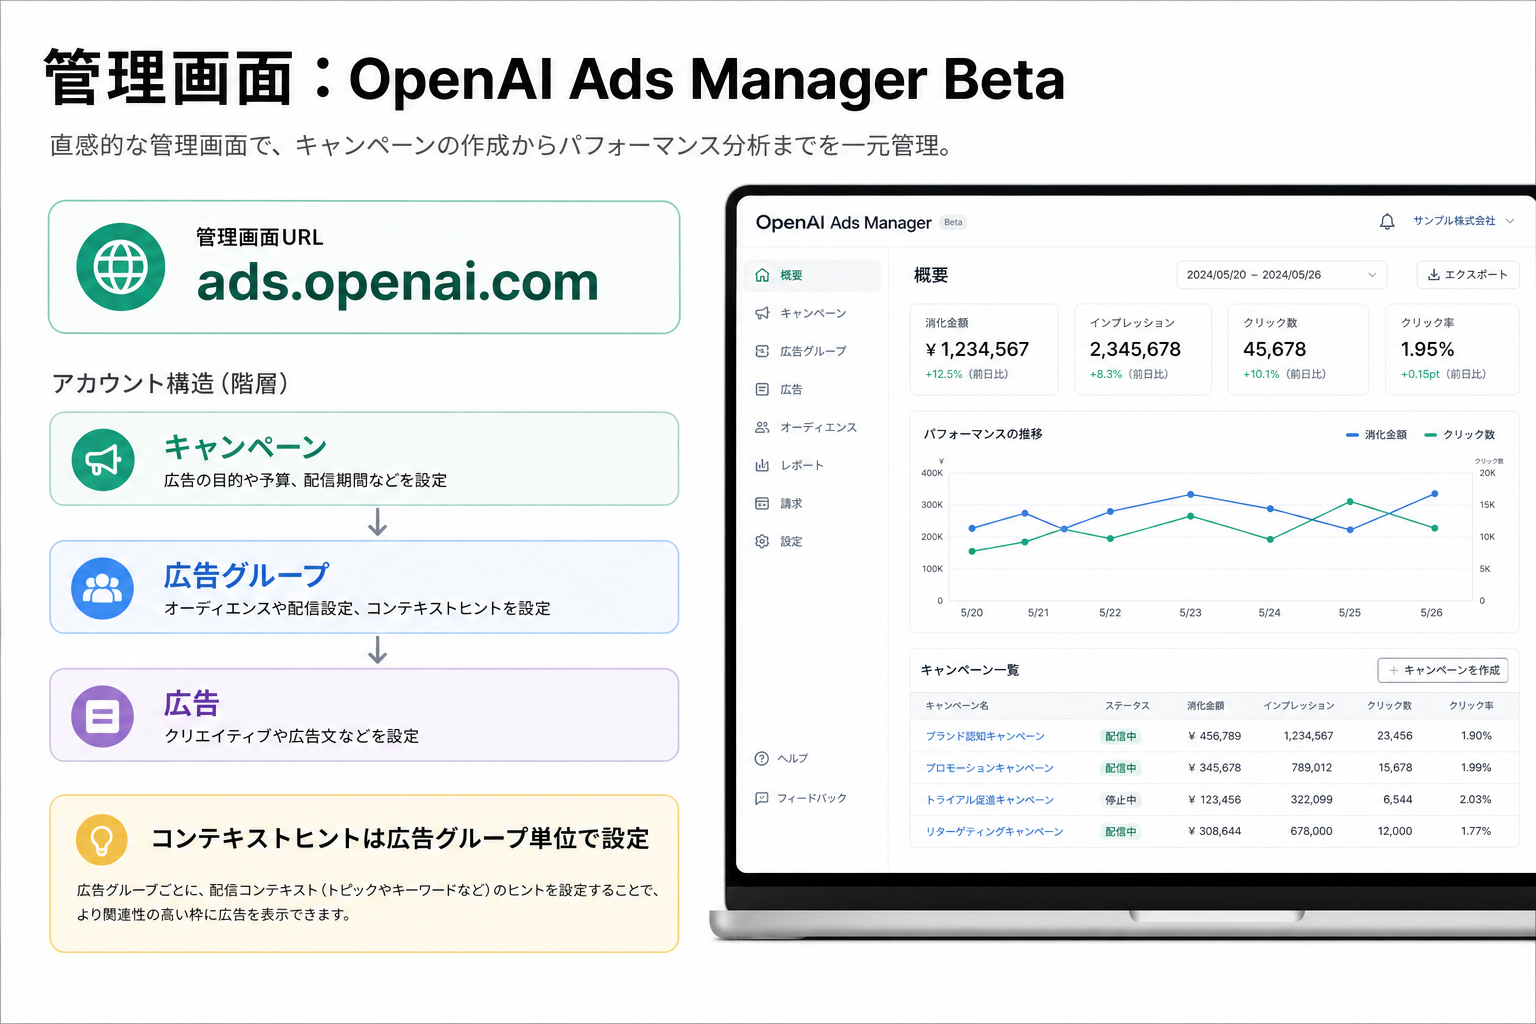 管理画面：OpenAI Ads Manager Beta
直感的な管理画面で、キャンペーンの作成からパフォーマンス分析までを一元管理。
管理画面URL
ads.openai.com
アカウント構造（階層）
キャンペーン
広告の目的や予算、配信期間などを設定
広告グループ
オーディエンスや配信設定、コンテキストヒントを設定
広告
クリエイティブや広告文などを設定
コンテキストヒントは広告グループ単位で設定
広告グループごとに、配信コンテキスト（トピックやキーワードなど）のヒントを設定することで、
より関連性の高い枠に広告を表示できます。
OpenAI Ads Manager Beta
サンプル株式会社
概要
キャンペーン
広告グループ
広告
オーディエンス
レポート
請求
設定
ヘルプ
フィードバック
概要
2024/05/20 – 2024/05/26
エクスポート
消化金額
¥ 1,234,567
+12.5%（前日比）
インプレッション
2,345,678
+8.3%（前日比）
クリック数
45,678
+10.1%（前日比）
クリック率
1.95%
+0.15pt（前日比）
パフォーマンスの推移
消化金額 クリック数
¥ クリック数
400K 20K
300K 15K
200K 10K
100K 5K
0 0
5/20 5/21 5/22 5/23 5/24 5/25 5/26
キャンペーン一覧
+ キャンペーンを作成
キャンペーン名 ステータス 消化金額 インプレッション クリック数 クリック率
ブランド認知キャンペーン 配信中 ¥ 456,789 1,234,567 23,456 1.90%
プロモーションキャンペーン 配信中 ¥ 345,678 789,012 15,678 1.99%
トライアル促進キャンペーン 停止中 ¥ 123,456 322,099 6,544 2.03%
リターゲティングキャンペーン 配信中 ¥ 308,644 678,000 12,000 1.77%